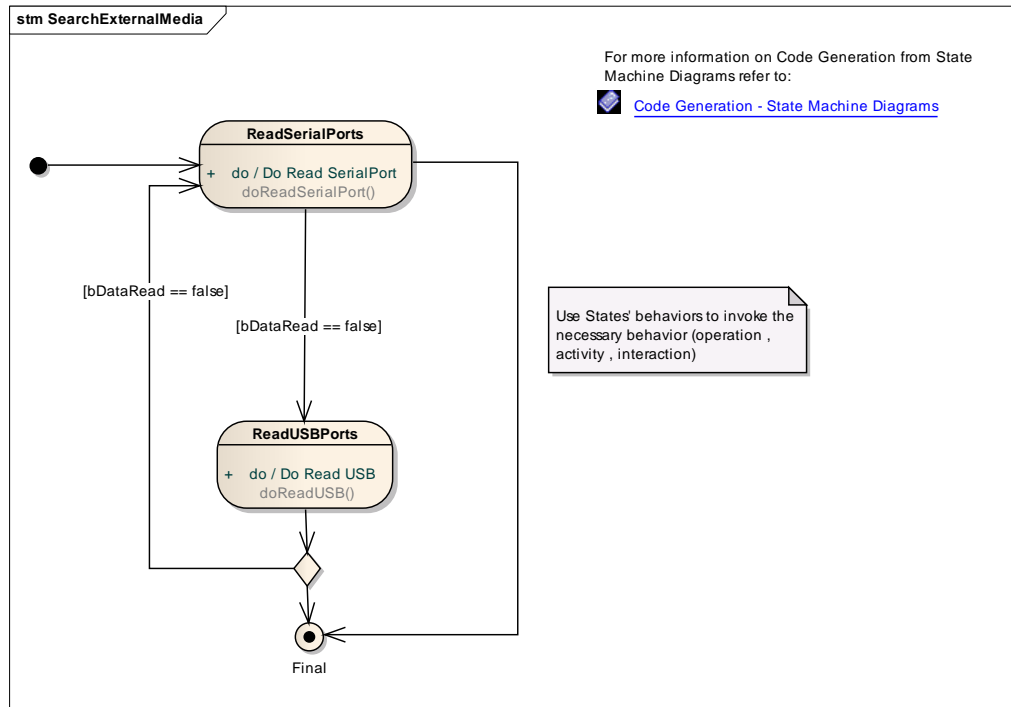 stm SearchExternalMedia
For more information on Code Generation from State
Machine Diagrams refer to:
Code Generation - State Machine Diagrams
ReadSerialPorts
+ do / Do Read SerialPort
doReadSerialPort()
[bDataRead == false]
[bDataRead == false]
Use States' behaviors to invoke the
necessary behavior (operation ,
activity , interaction)
ReadUSBPorts
+ do / Do Read USB
doReadUSB()
Final